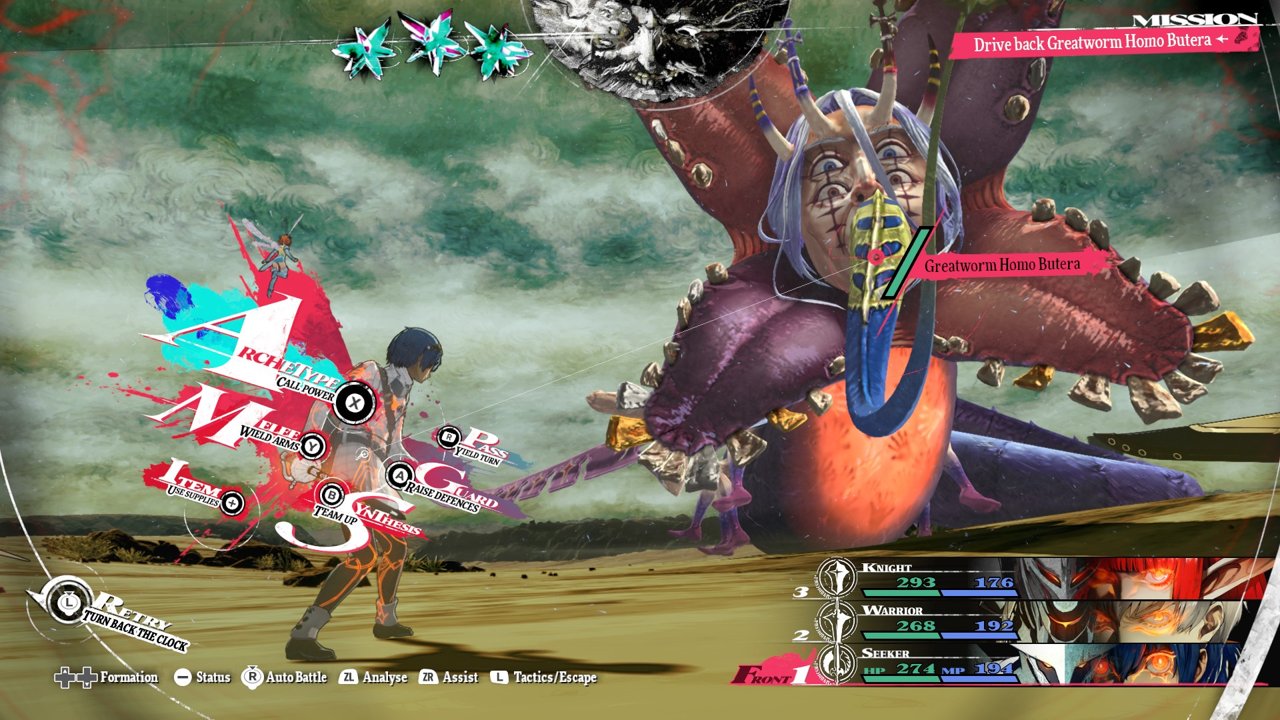 MISSION
Drive back Greatworm Homo Butera
Greatworm Homo Butera
ARCHETYPE
CALL POWER
X
MELEE
WIELD ARMS
Y
ITEM
USE SUPPLIES
+
R
PASS
YIELD TURN
A
GUARD
RAISE DEFENCES
B
SYNTHESIS
TEAM UP
L
RETRY
TURN BACK THE CLOCK
3
KNIGHT
293 176
2
WARRIOR
268 192
FRONT 1
SEEKER
HP 274 MP 194
Formation
Status
R Auto Battle
ZL Analyse
ZR Assist
L Tactics/Escape